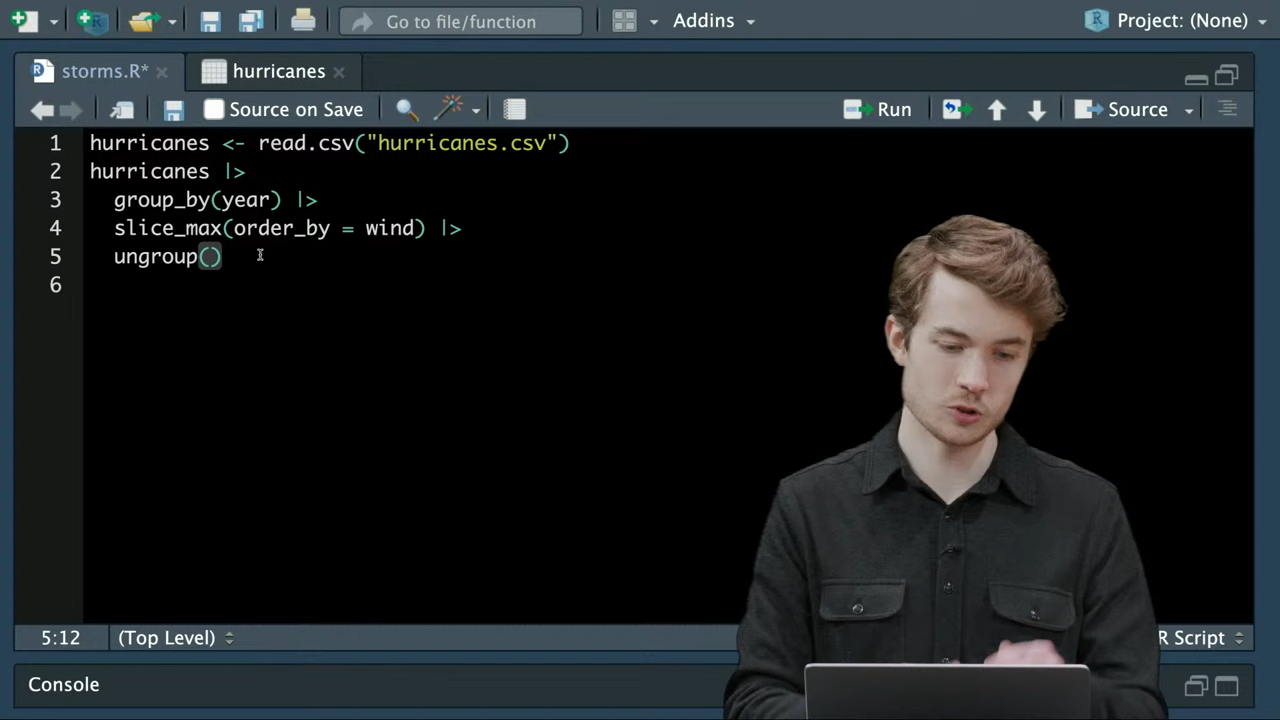 Go to file/function
Addins
Project: (None)
storms.R*
hurricanes
Source on Save
Run
Source
1 hurricanes <- read.csv("hurricanes.csv")
2 hurricanes |>
3 group_by(year) |>
4 slice_max(order_by = wind) |>
5 ungroup()
6
5:12
(Top Level)
R Script
Console